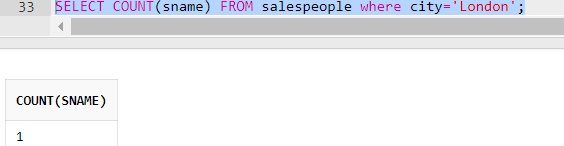 33 SELECT COUNT(sname) FROM salespeople where city='London';
COUNT(SNAME)
1